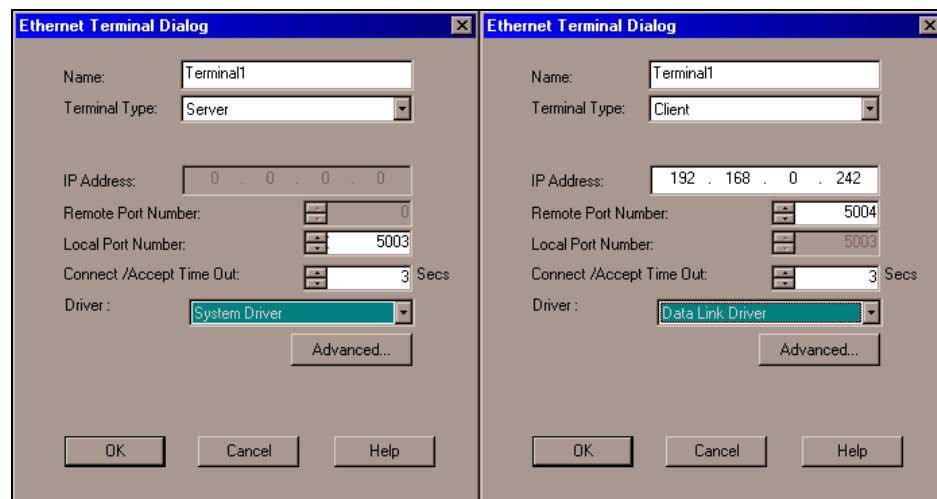 Ethernet Terminal Dialog
Name: Terminal1
Terminal Type: Server
IP Address: 0 . 0 . 0 . 0
Remote Port Number: 0
Local Port Number: 5003
Connect /Accept Time Out: 3 Secs
Driver : System Driver
Advanced...
OK Cancel Help
Ethernet Terminal Dialog
Name: Terminal1
Terminal Type: Client
IP Address: 192 . 168 . 0 . 242
Remote Port Number: 5004
Local Port Number: 5003
Connect /Accept Time Out: 3 Secs
Driver : Data Link Driver
Advanced...
OK Cancel Help